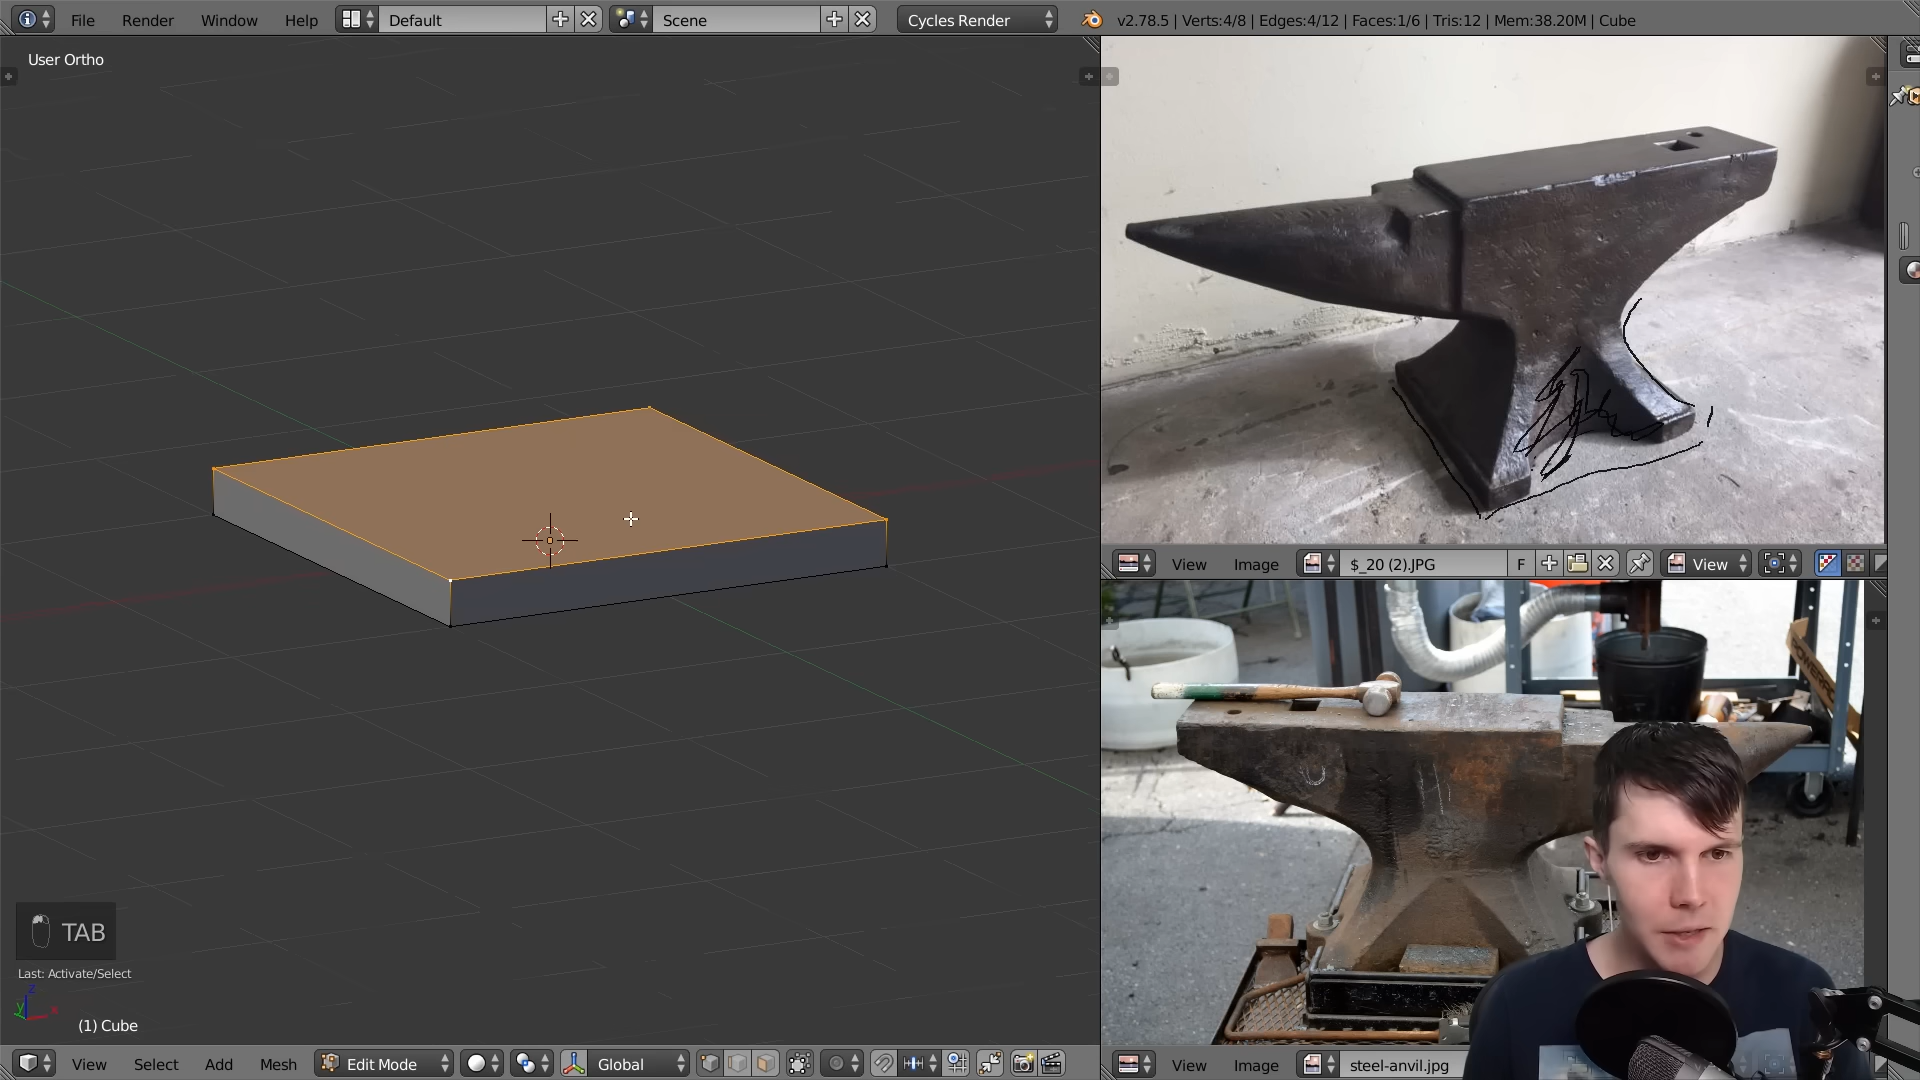 File Render Window Help Default Scene Cycles Render v2.78.5 | Verts:4/8 | Edges:4/12 | Faces:1/6 | Tris:12 | Mem:38.20M | Cube
User Ortho
View Image $_20 (2).JPG F View
TAB
Last: Activate/Select
z
y x
(1) Cube
View Select Add Mesh Edit Mode Global
View Image steel-anvil.jpg